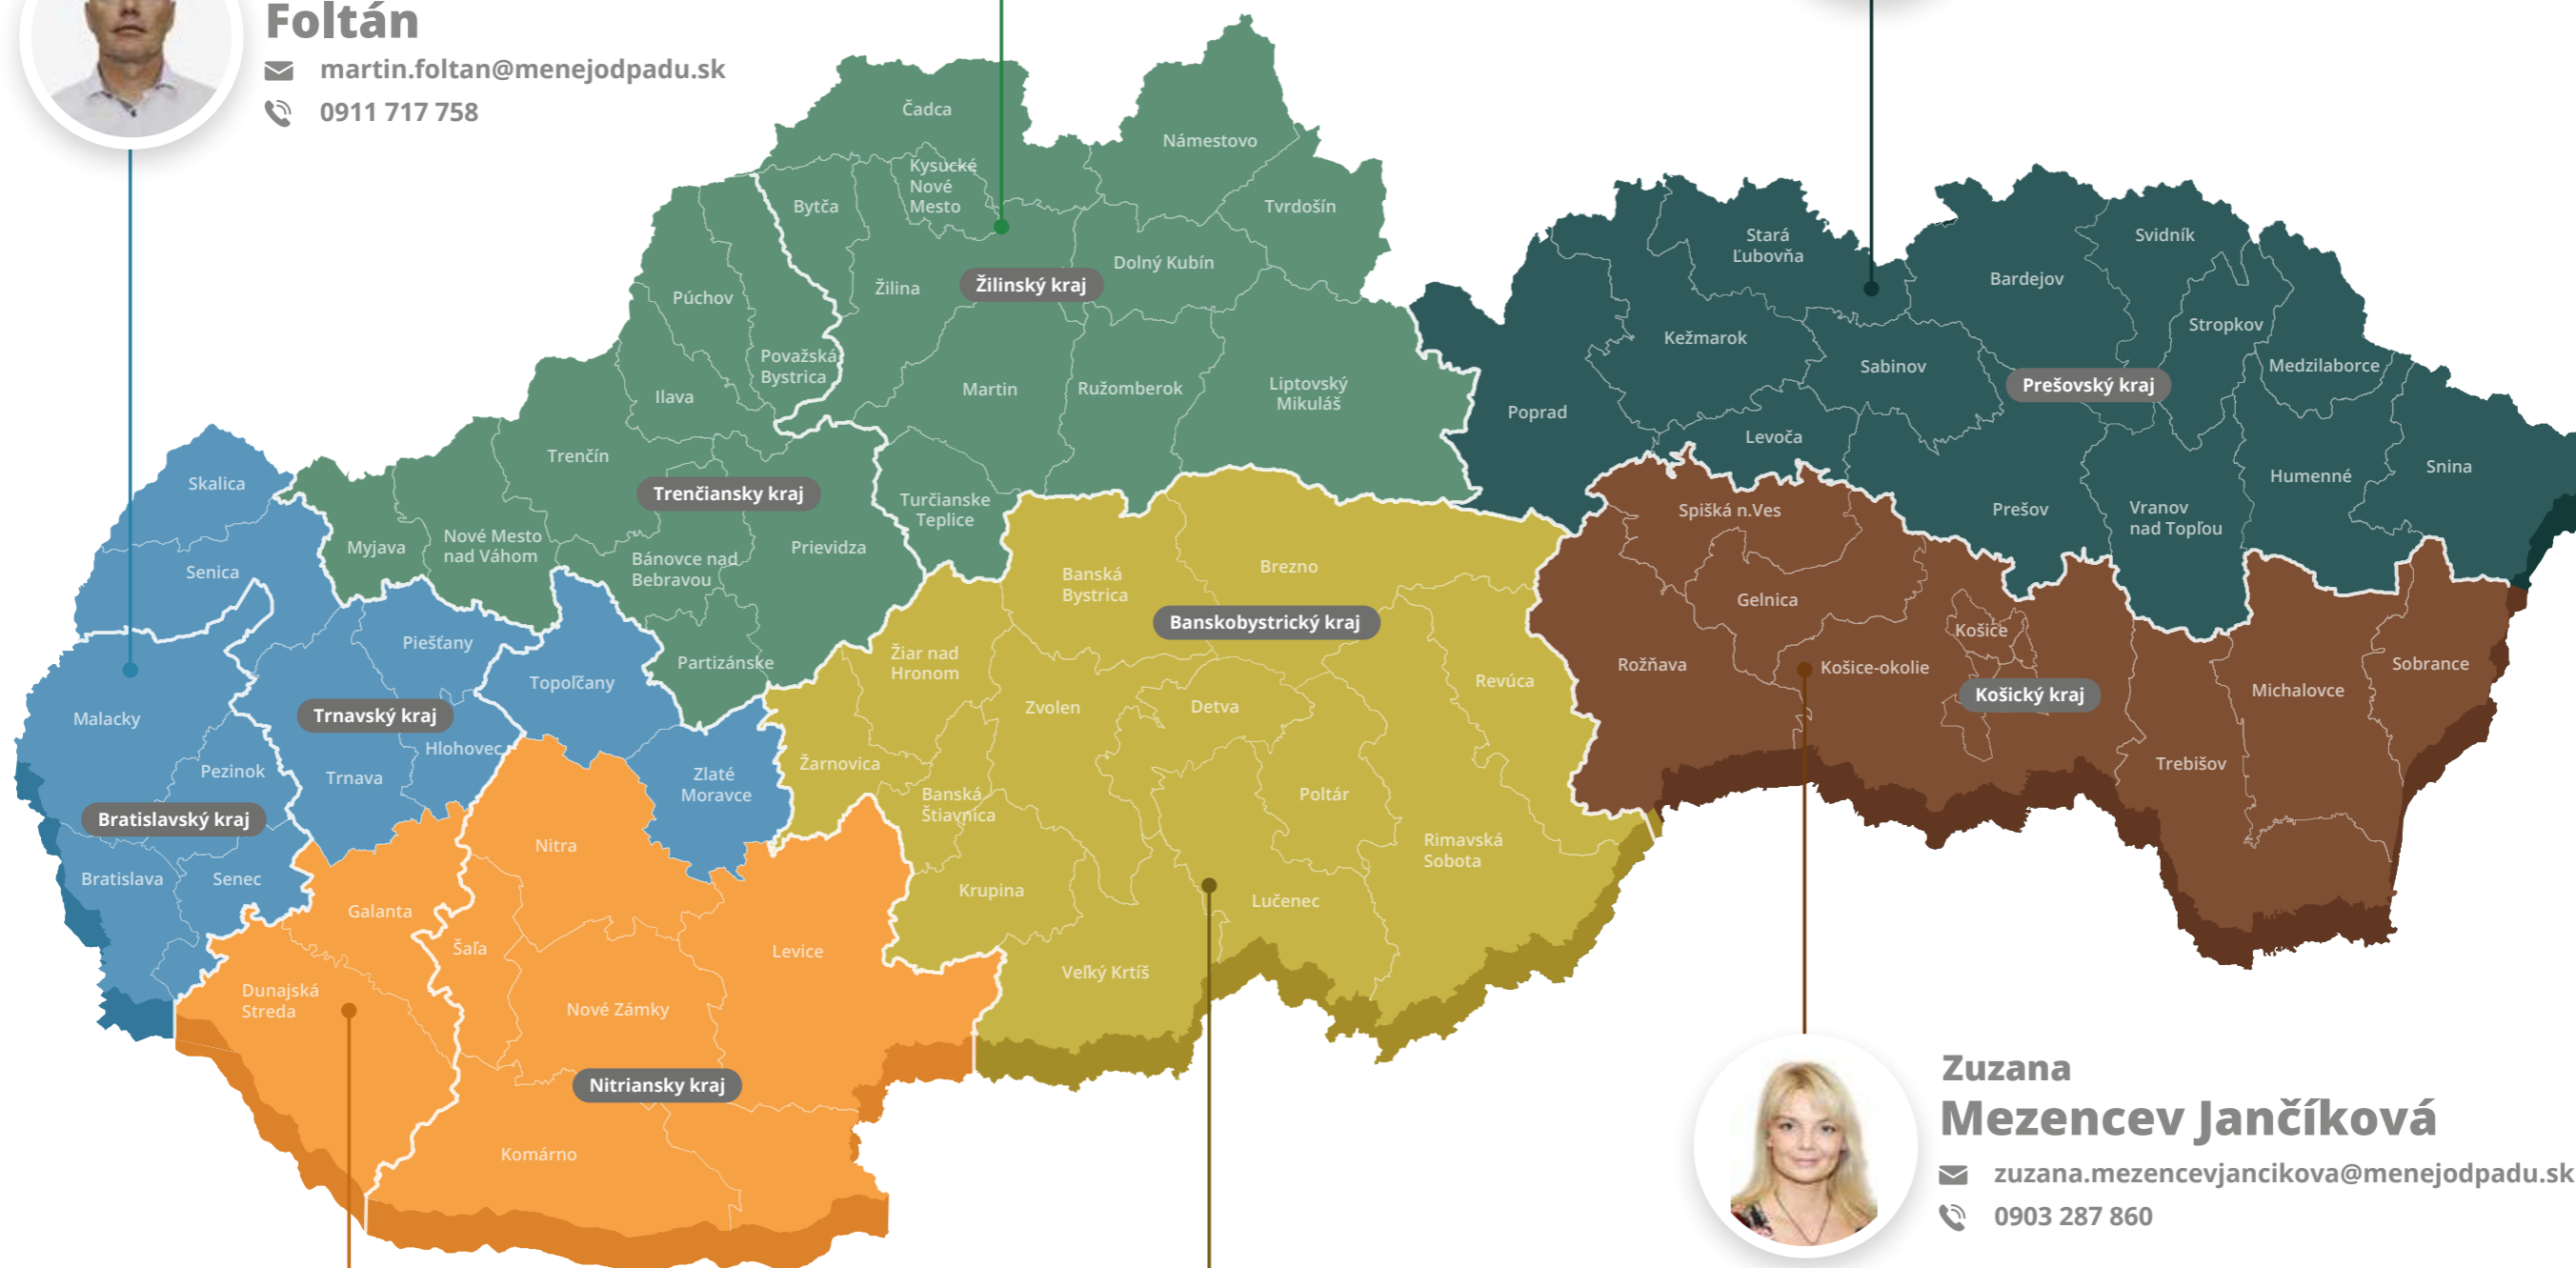 Foltán
martin.foltan@menejodpadu.sk
0911 717 758
Čadca
Námestovo
Kysucké
Nové
Mesto
Bytča
Tvrdošín
Žilina
Žilinský kraj
Dolný Kubín
Púchov
Považská
Bystrica
Ilava
Martin
Ružomberok
Liptovský
Mikuláš
Trenčín
Trenčiansky kraj
Turčianske
Teplice
Myjava
Nové Mesto
nad Váhom
Bánovce nad
Bebravou
Prievidza
Partizánske
Stará
Ľubovňa
Bardejov
Svidník
Stropkov
Kežmarok
Sabinov
Medzilaborce
Prešovský kraj
Poprad
Levoča
Snina
Humenné
Prešov
Vranov
nad Topľou
Skalica
Senica
Piešťany
Topoľčany
Malacky
Trnavský kraj
Hlohovec
Pezinok
Trnava
Zlaté
Moravce
Bratislavský kraj
Bratislava
Senec
Banská
Bystrica
Brezno
Banskobystrický kraj
Žiar nad
Hronom
Zvolen
Detva
Revúca
Žarnovica
Banská
Štiavnica
Poltár
Rimavská
Sobota
Krupina
Lučenec
Veľký Krtíš
Spišká n.Ves
Gelnica
Košice
Rožňava
Košice-okolie
Košický kraj
Michalovce
Sobrance
Trebišov
Nitra
Galanta
Šaľa
Levice
Dunajská
Streda
Nové Zámky
Nitriansky kraj
Komárno
Zuzana
Mezencev Jančíková
zuzana.mezencevjancikova@menejodpadu.sk
0903 287 860